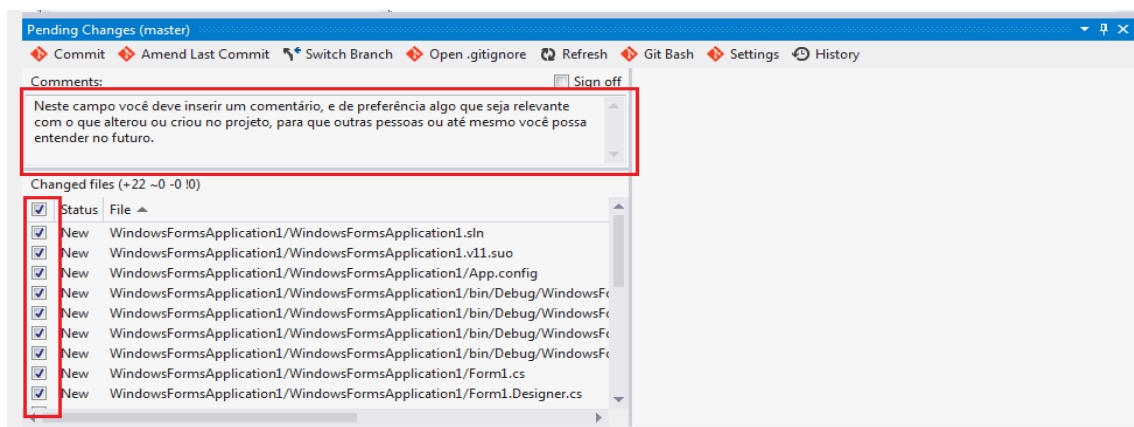 Pending Changes (master)
Commit Amend Last Commit Switch Branch Open .gitignore Refresh Git Bash Settings History
Comments: Sign off
Neste campo você deve inserir um comentário, e de preferência algo que seja relevante
com o que alterou ou criou no projeto, para que outras pessoas ou até mesmo você possa
entender no futuro.
Changed files (+22 ~0 -0 !0)
Status File
New WindowsFormsApplication1/WindowsFormsApplication1.sln
New WindowsFormsApplication1/WindowsFormsApplication1.v11.suo
New WindowsFormsApplication1/WindowsFormsApplication1/App.config
New WindowsFormsApplication1/WindowsFormsApplication1/bin/Debug/WindowsFo
New WindowsFormsApplication1/WindowsFormsApplication1/bin/Debug/WindowsFo
New WindowsFormsApplication1/WindowsFormsApplication1/bin/Debug/WindowsFo
New WindowsFormsApplication1/WindowsFormsApplication1/bin/Debug/WindowsFo
New WindowsFormsApplication1/WindowsFormsApplication1/Form1.cs
New WindowsFormsApplication1/WindowsFormsApplication1/Form1.Designer.cs